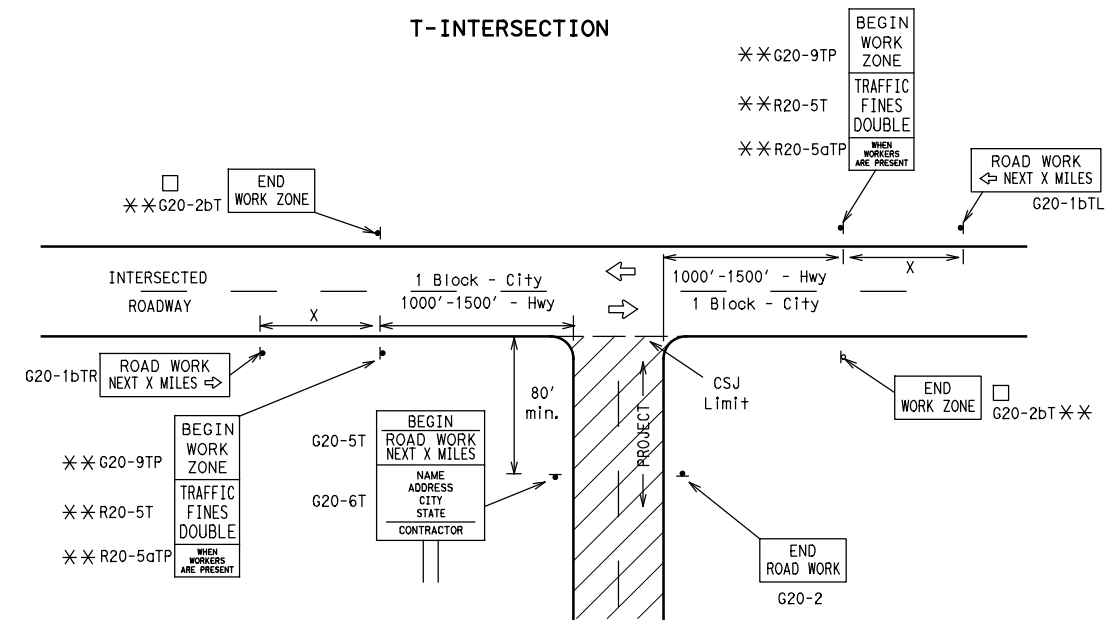 T-INTERSECTION
BEGIN
WORK
ZONE
**G20-9TP
TRAFFIC
FINES
DOUBLE
**R20-5T
WHEN
WORKERS
ARE PRESENT
**R20-5aTP
ROAD WORK
⇦ NEXT X MILES
G20-1bTL
END
WORK ZONE
□
**G20-2bT
INTERSECTED
ROADWAY
1 Block - City
1000'-1500' - Hwy
1000'-1500' - Hwy
1 Block - City
X
X
G20-1bTR
ROAD WORK
NEXT X MILES ⇨
80'
min.
CSJ
Limit
PROJECT
END
WORK ZONE
□
G20-2bT**
BEGIN
WORK
ZONE
**G20-9TP
TRAFFIC
FINES
DOUBLE
**R20-5T
WHEN
WORKERS
ARE PRESENT
**R20-5aTP
G20-5T
BEGIN
ROAD WORK
NEXT X MILES
G20-6T
NAME
ADDRESS
CITY
STATE
CONTRACTOR
END
ROAD WORK
G20-2